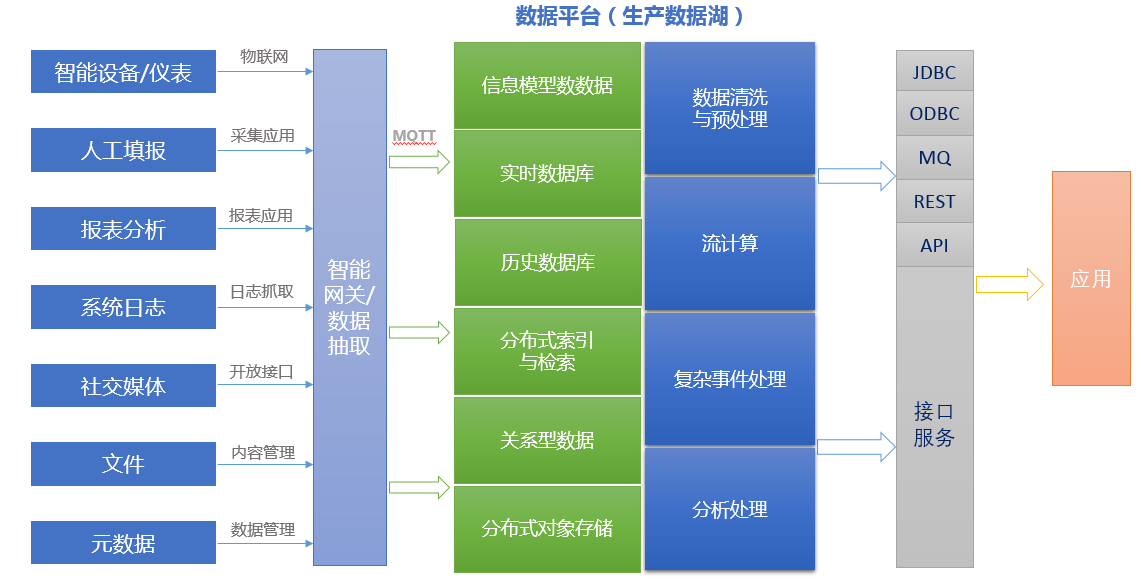 数据平台（生产数据湖）
智能设备/仪表
物联网
人工填报
采集应用
报表分析
报表应用
系统日志
日志抓取
社交媒体
开放接口
文件
内容管理
元数据
数据管理
智能
网关/
数据
抽取
MQTT
信息模型数数据
实时数据库
历史数据库
分布式索引
与检索
关系型数据
分布式对象存储
数据清洗
与预处理
流计算
复杂事件处理
分析处理
JDBC
ODBC
MQ
REST
API
接口
服务
应用